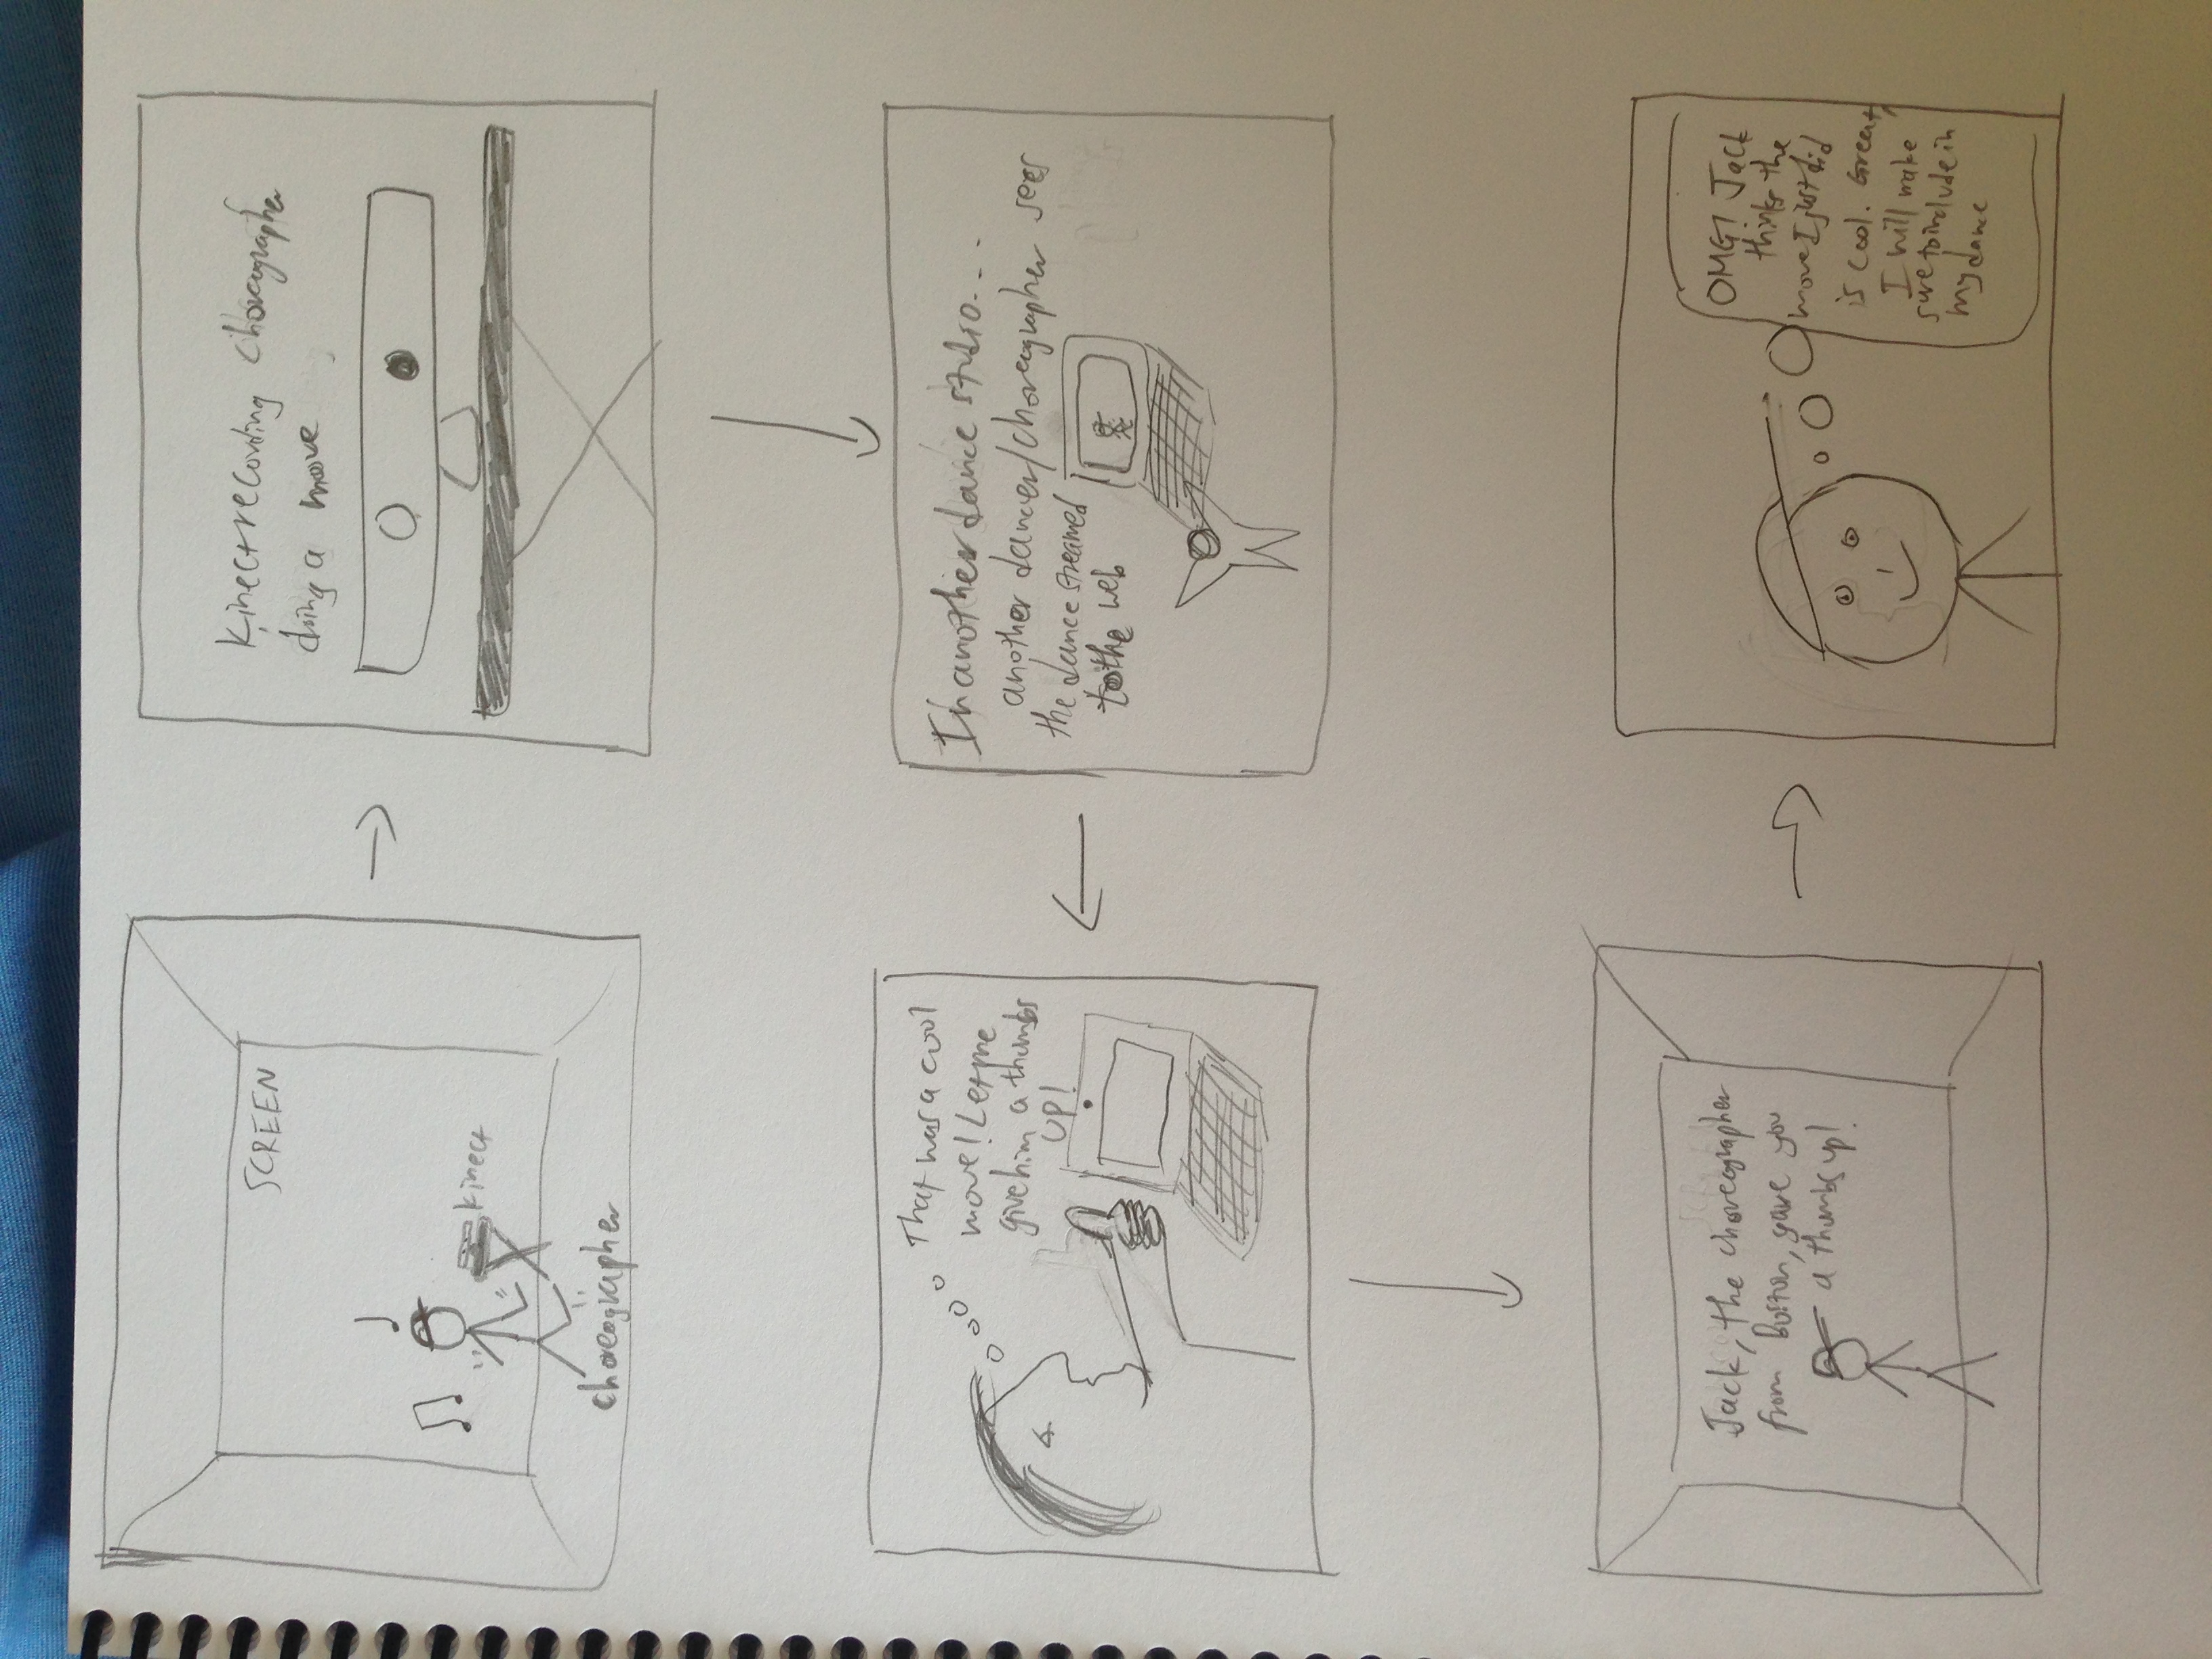 SCREEN
Kinect
choreographer
Kinect recording choreographer
doing a move
In another dance studio...
another dancer/choreographer sees
the dance streamed
to the web
That was a cool
move! Let me
give him a thumbs
up!
Jack, the choreographer
from Boston, gave you
a thumbs up!
OMG! Jack
thinks the
move I just did
is cool. Great,
I will make
sure to include in
my dance